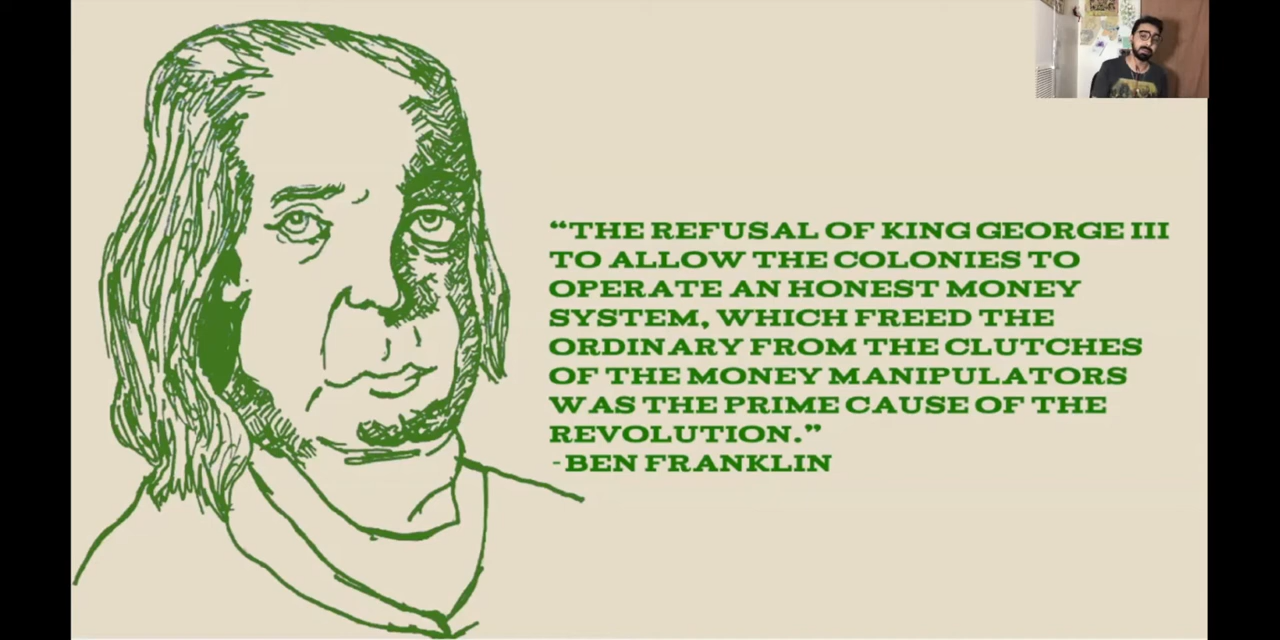 “THE REFUSAL OF KING GEORGE III
TO ALLOW THE COLONIES TO
OPERATE AN HONEST MONEY
SYSTEM, WHICH FREED THE
ORDINARY FROM THE CLUTCHES
OF THE MONEY MANIPULATORS
WAS THE PRIME CAUSE OF THE
REVOLUTION.”
-BEN FRANKLIN